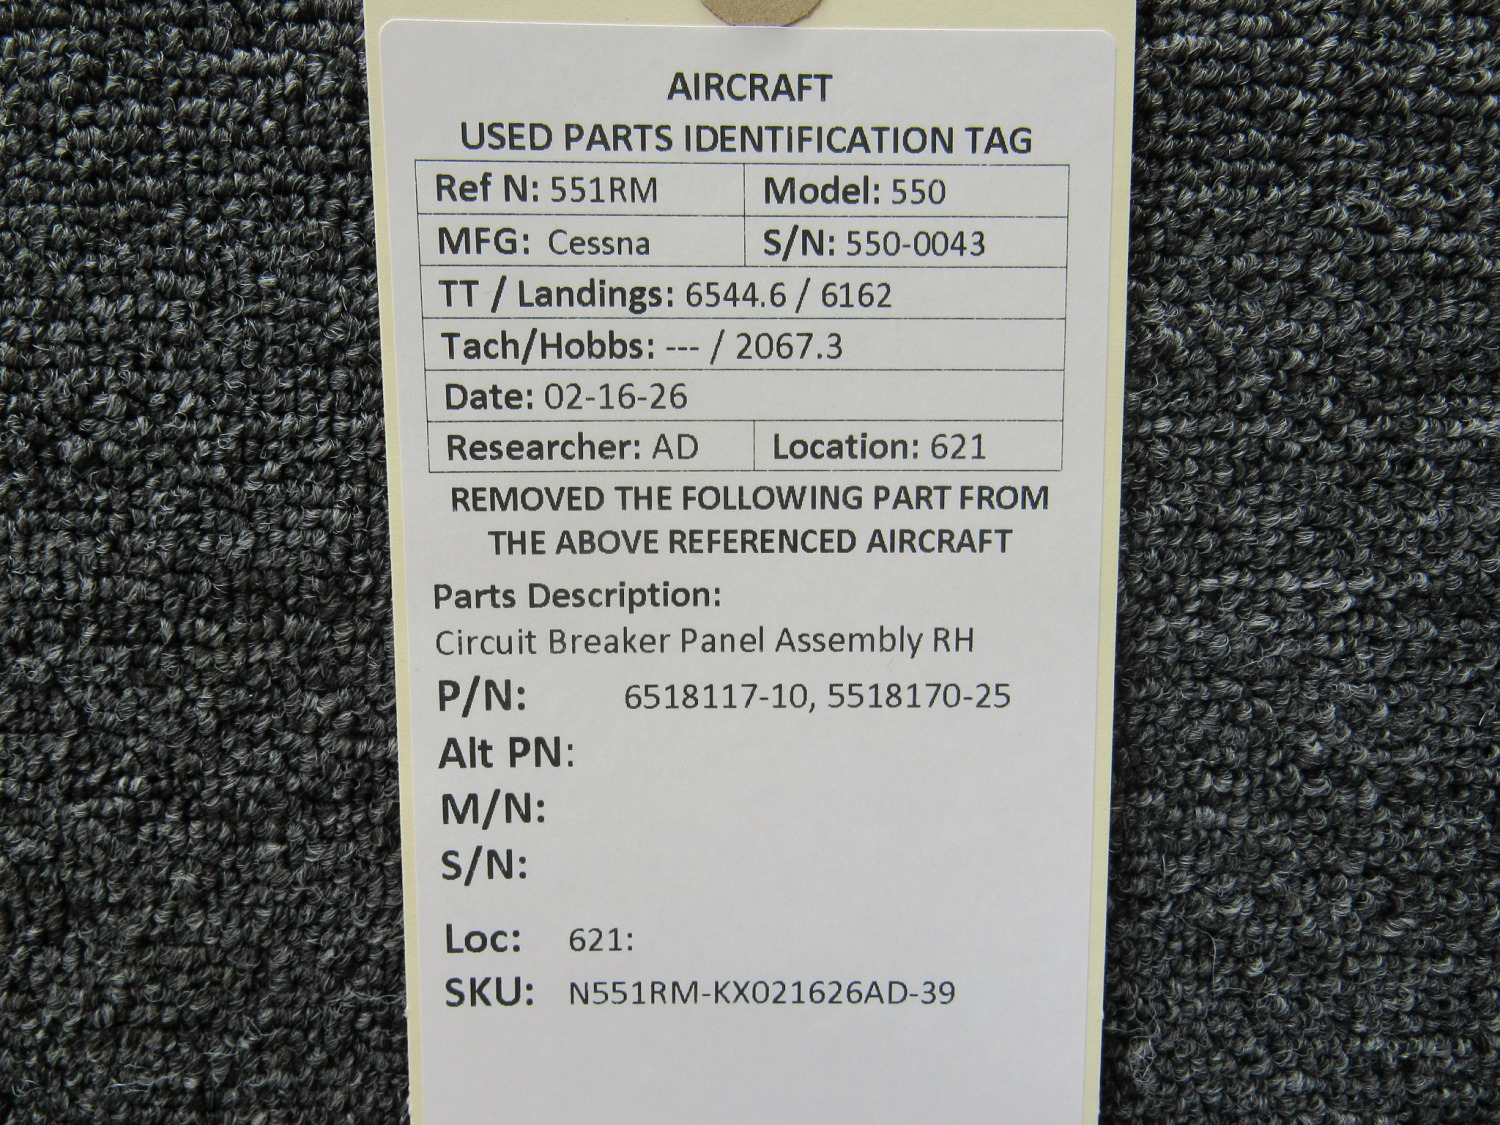 AIRCRAFT
USED PARTS IDENTIFICATION TAG
Ref N: 551RM Model: 550
MFG: Cessna S/N: 550-0043
TT / Landings: 6544.6 / 6162
Tach/Hobbs: --- / 2067.3
Date: 02-16-26
Researcher: AD Location: 621
REMOVED THE FOLLOWING PART FROM
THE ABOVE REFERENCED AIRCRAFT
Parts Description:
Circuit Breaker Panel Assembly RH
P/N: 6518117-10, 5518170-25
Alt PN:
M/N:
S/N:
Loc: 621:
SKU: N551RM-KX021626AD-39